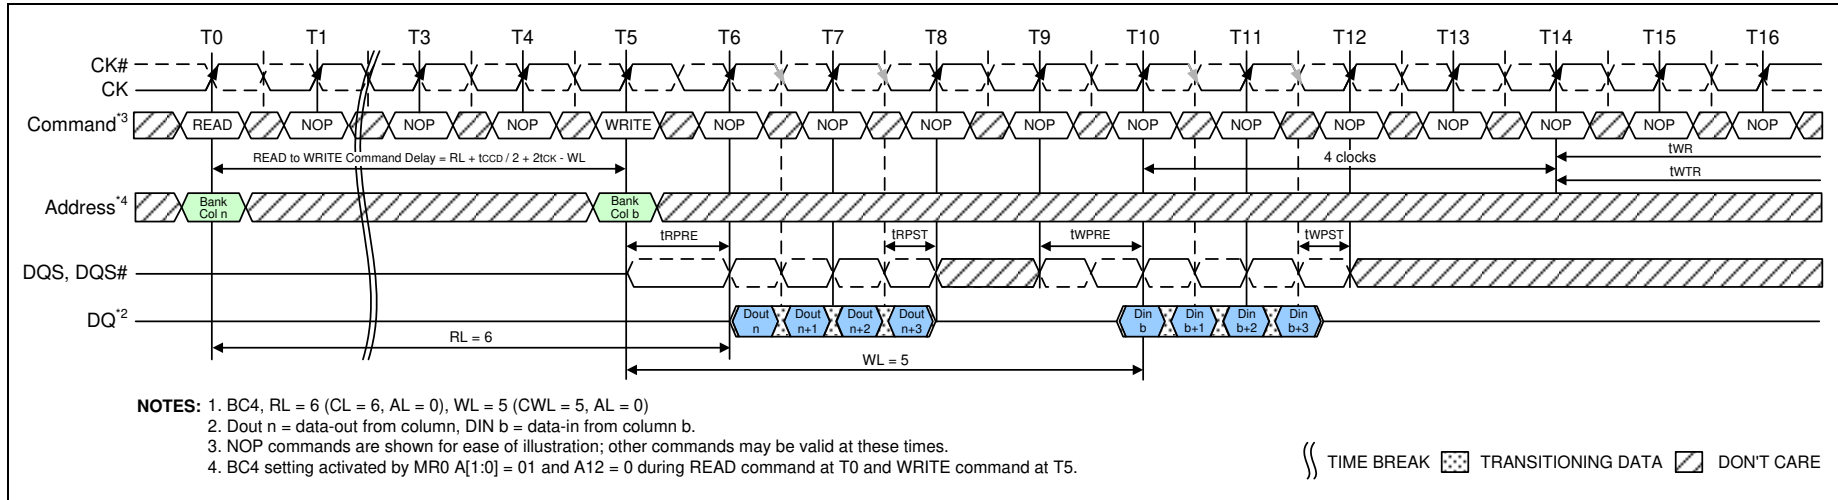 T0 T1 T3 T4 T5 T6 T7 T8 T9 T10 T11 T12 T13 T14 T15 T16
CK#
CK
Command*3 READ NOP NOP NOP WRITE NOP NOP NOP NOP NOP NOP NOP NOP NOP NOP NOP
READ to WRITE Command Delay = RL + tCCD / 2 + 2tCK - WL 4 clocks tWR
tWTR
Address*4 Bank Col n Bank Col b
tRPRE tRPST tWPRE tWPST
DQS, DQS#
DQ*2 Dout n Dout n+1 Dout n+2 Dout n+3 Din b Din b+1 Din b+2 Din b+3
RL = 6
WL = 5
NOTES: 1. BC4, RL = 6 (CL = 6, AL = 0), WL = 5 (CWL = 5, AL = 0)
2. Dout n = data-out from column, DIN b = data-in from column b.
3. NOP commands are shown for ease of illustration; other commands may be valid at these times.
4. BC4 setting activated by MR0 A[1:0] = 01 and A12 = 0 during READ command at T0 and WRITE command at T5.
TIME BREAK TRANSITIONING DATA DON'T CARE